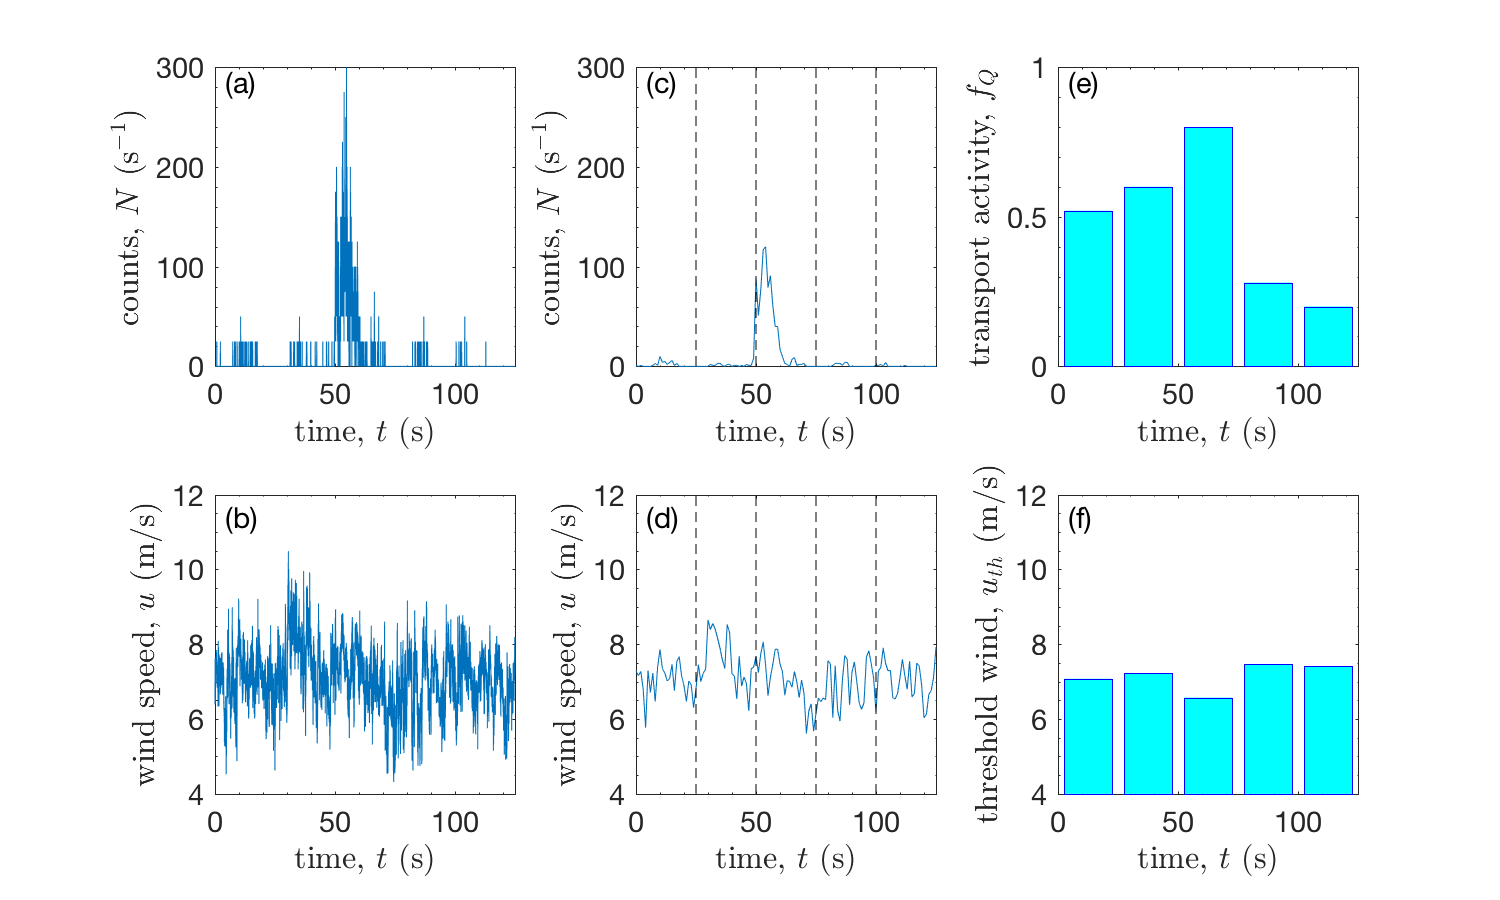 (a)
300
200
100
0
counts, N (s⁻¹)
0 50 100
time, t (s)
(c)
300
200
100
0
counts, N (s⁻¹)
0 50 100
time, t (s)
(e)
1
0.5
0
transport activity, f_Q
0 50 100
time, t (s)
(b)
12
10
8
6
4
wind speed, u (m/s)
0 50 100
time, t (s)
(d)
12
10
8
6
4
wind speed, u (m/s)
0 50 100
time, t (s)
(f)
12
10
8
6
4
threshold wind, u_th (m/s)
0 50 100
time, t (s)